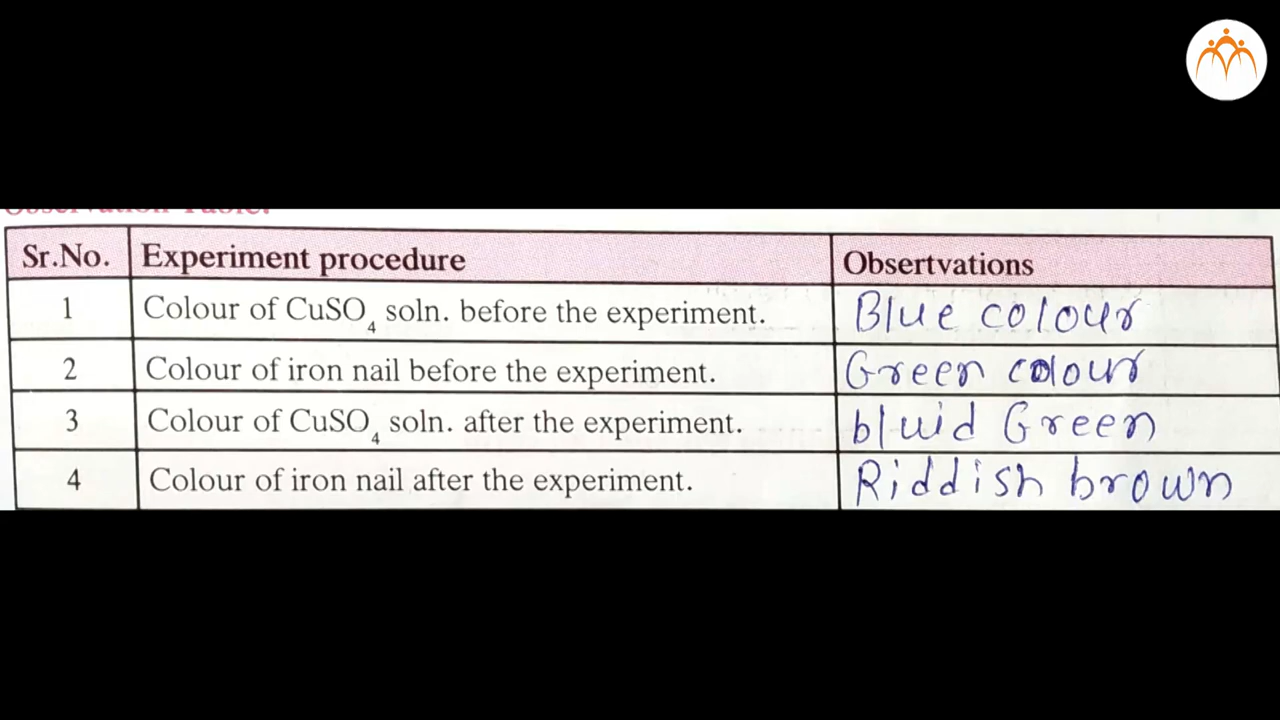 Observation Table:
Sr.No. Experiment procedure Obsertvations
1 Colour of CuSO4 soln. before the experiment. Blue colour
2 Colour of iron nail before the experiment. Green colour
3 Colour of CuSO4 soln. after the experiment. bluid Green
4 Colour of iron nail after the experiment. Riddish brown